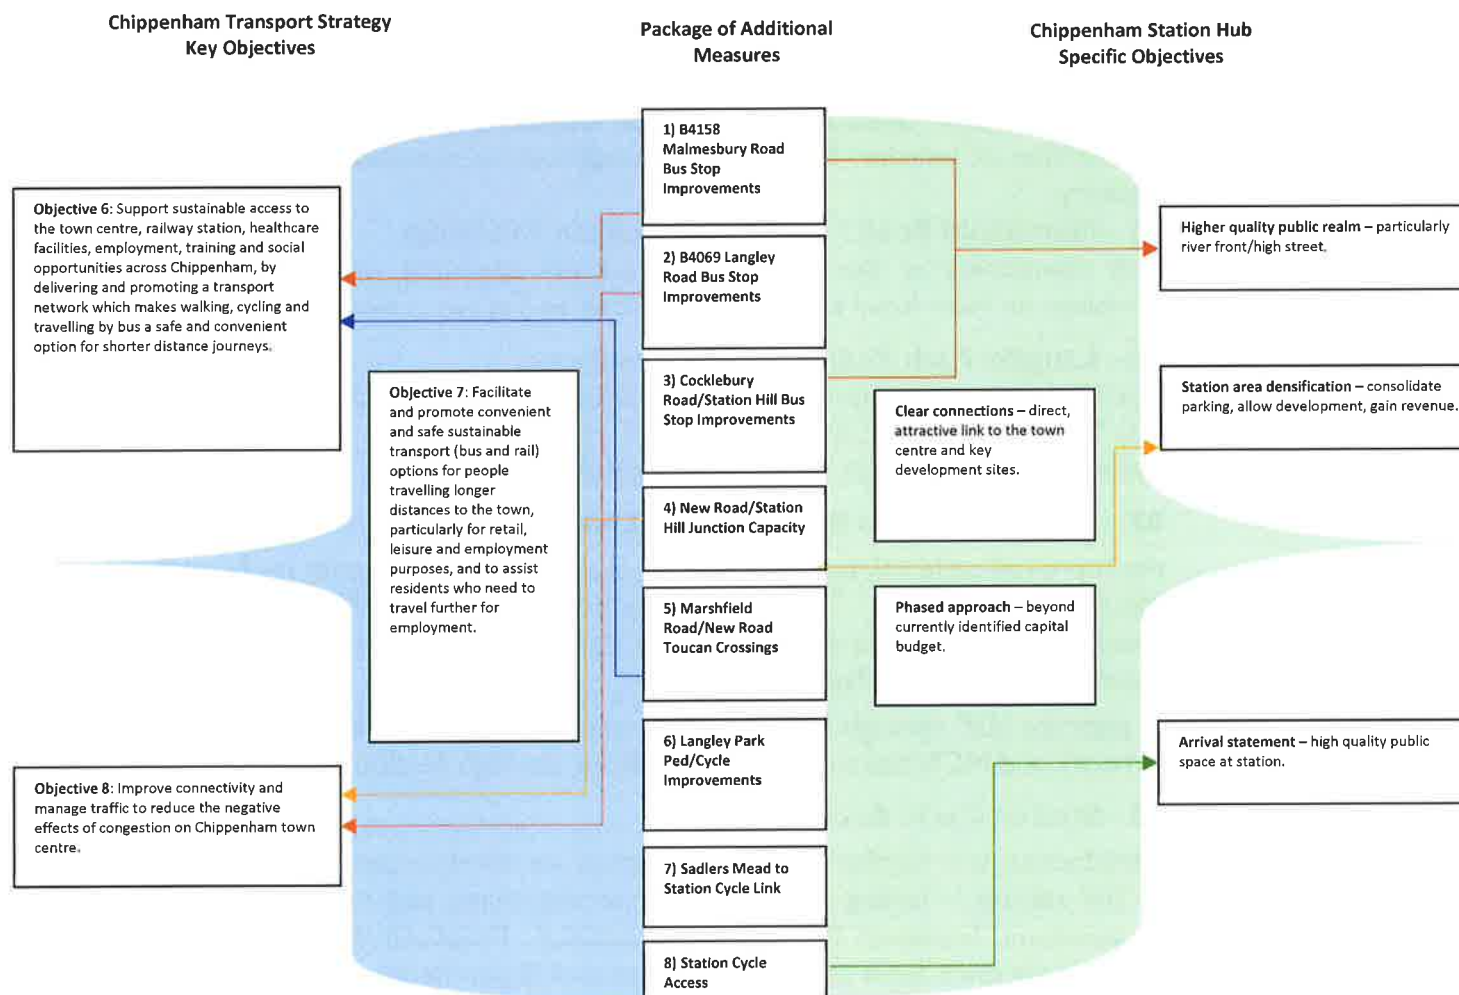 Chippenham Transport Strategy
Key Objectives
Package of Additional
Measures
Chippenham Station Hub
Specific Objectives
Objective 6: Support sustainable access to
the town centre, railway station, healthcare
facilities, employment, training and social
opportunities across Chippenham, by
delivering and promoting a transport
network which makes walking, cycling and
travelling by bus a safe and convenient
option for shorter distance journeys.
Objective 7: Facilitate
and promote convenient
and safe sustainable
transport (bus and rail)
options for people
travelling longer
distances to the town,
particularly for retail,
leisure and employment
purposes, and to assist
residents who need to
travel further for
employment.
Objective 8: Improve connectivity and
manage traffic to reduce the negative
effects of congestion on Chippenham town
centre.
1) B4158
Malmesbury Road
Bus Stop
Improvements
2) B4069 Langley
Road Bus Stop
Improvements
3) Cocklebury
Road/Station Hill Bus
Stop Improvements
4) New Road/Station
Hill Junction Capacity
5) Marshfield
Road/New Road
Toucan Crossings
6) Langley Park
Ped/Cycle
Improvements
7) Sadlers Mead to
Station Cycle Link
8) Station Cycle
Access
Clear connections – direct,
attractive link to the town
centre and key
development sites.
Phased approach – beyond
currently identified capital
budget.
Higher quality public realm – particularly
river front/high street.
Station area densification – consolidate
parking, allow development, gain revenue.
Arrival statement – high quality public
space at station.